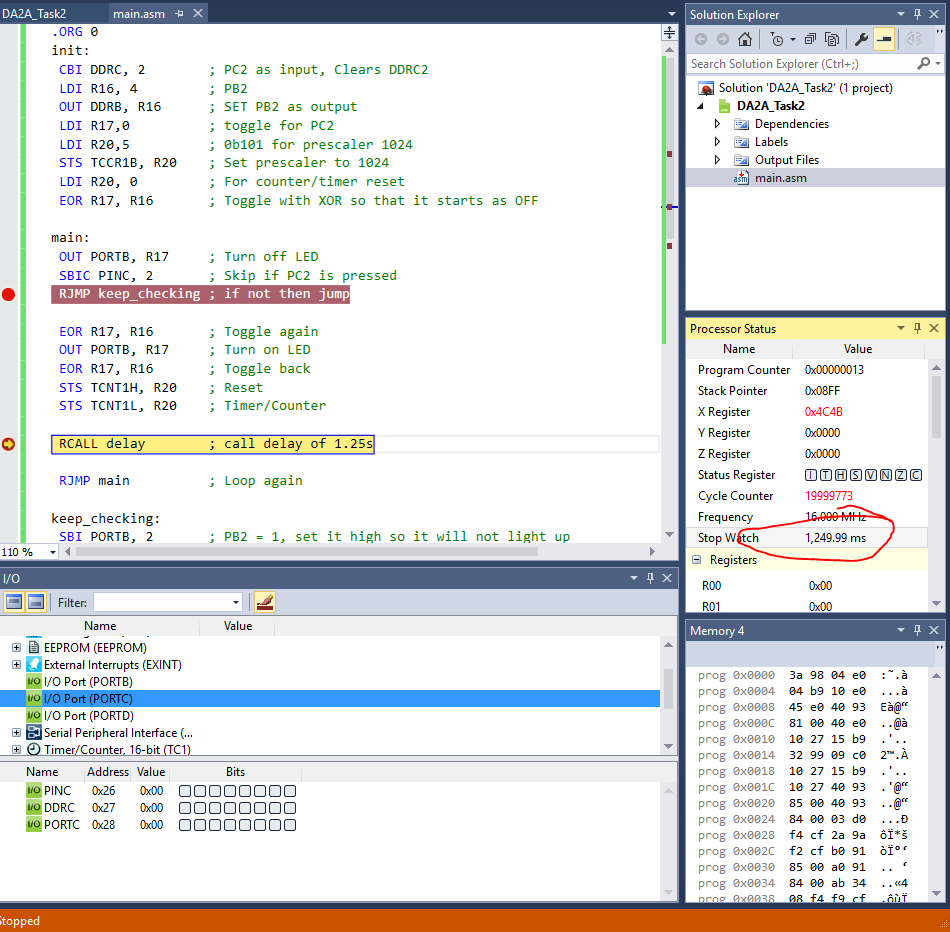 DA2A_Task2 main.asm
.ORG 0
init:
CBI DDRC, 2 ; PC2 as input, Clears DDRC2
LDI R16, 4 ; PB2
OUT DDRB, R16 ; SET PB2 as output
LDI R17,0 ; toggle for PC2
LDI R20,5 ; 0b101 for prescaler 1024
STS TCCR1B, R20 ; Set prescaler to 1024
LDI R20, 0 ; For counter/timer reset
EOR R17, R16 ; Toggle with XOR so that it starts as OFF
main:
OUT PORTB, R17 ; Turn off LED
SBIC PINC, 2 ; Skip if PC2 is pressed
RJMP keep_checking ; if not then jump
EOR R17, R16 ; Toggle again
OUT PORTB, R17 ; Turn on LED
EOR R17, R16 ; Toggle back
STS TCNT1H, R20 ; Reset
STS TCNT1L, R20 ; Timer/Counter
RCALL delay ; call delay of 1.25s
RJMP main ; Loop again
keep_checking:
SBI PORTB, 2 ; PB2 = 1, set it high so it will not light up
110 %
Solution Explorer
Search Solution Explorer (Ctrl+;)
Solution 'DA2A_Task2' (1 project)
DA2A_Task2
Dependencies
Labels
Output Files
main.asm
Processor Status
Name Value
Program Counter 0x00000013
Stack Pointer 0x08FF
X Register 0x4C4B
Y Register 0x0000
Z Register 0x0000
Status Register I T H S V N Z C
Cycle Counter 19999773
Frequency 16.000 MHz
Stop Watch 1,249.99 ms
Registers
R00 0x00
R01 0x00
I/O
Filter:
Name Value
EEPROM (EEPROM)
External Interrupts (EXINT)
I/O Port (PORTB)
I/O Port (PORTC)
I/O Port (PORTD)
Serial Peripheral Interface (...
Timer/Counter, 16-bit (TC1)
Name Address Value Bits
PINC 0x26 0x00
DDRC 0x27 0x00
PORTC 0x28 0x00
Memory 4
prog 0x0000 3a 98 04 e0 :˜.à
prog 0x0004 04 b9 10 e0 ...à
prog 0x0008 45 e0 40 93 Eà@“
prog 0x000C 81 00 40 e0 ..@à
prog 0x0010 10 27 15 b9 .'..
prog 0x0014 32 99 09 c0 2™.À
prog 0x0018 10 27 15 b9 .'..
prog 0x001C 10 27 40 93 .'@“
prog 0x0020 85 00 40 93 ..@“
prog 0x0024 84 00 03 d0 ...Ð
prog 0x0028 f4 cf 2a 9a ôÏ*š
prog 0x002C f2 cf b0 91 òÏ°‘
prog 0x0030 85 00 a0 91 .. ‘
prog 0x0034 84 00 ab 34 ..«4
prog 0x0038 08 f4 f9 cf .ôùÏ
Stopped